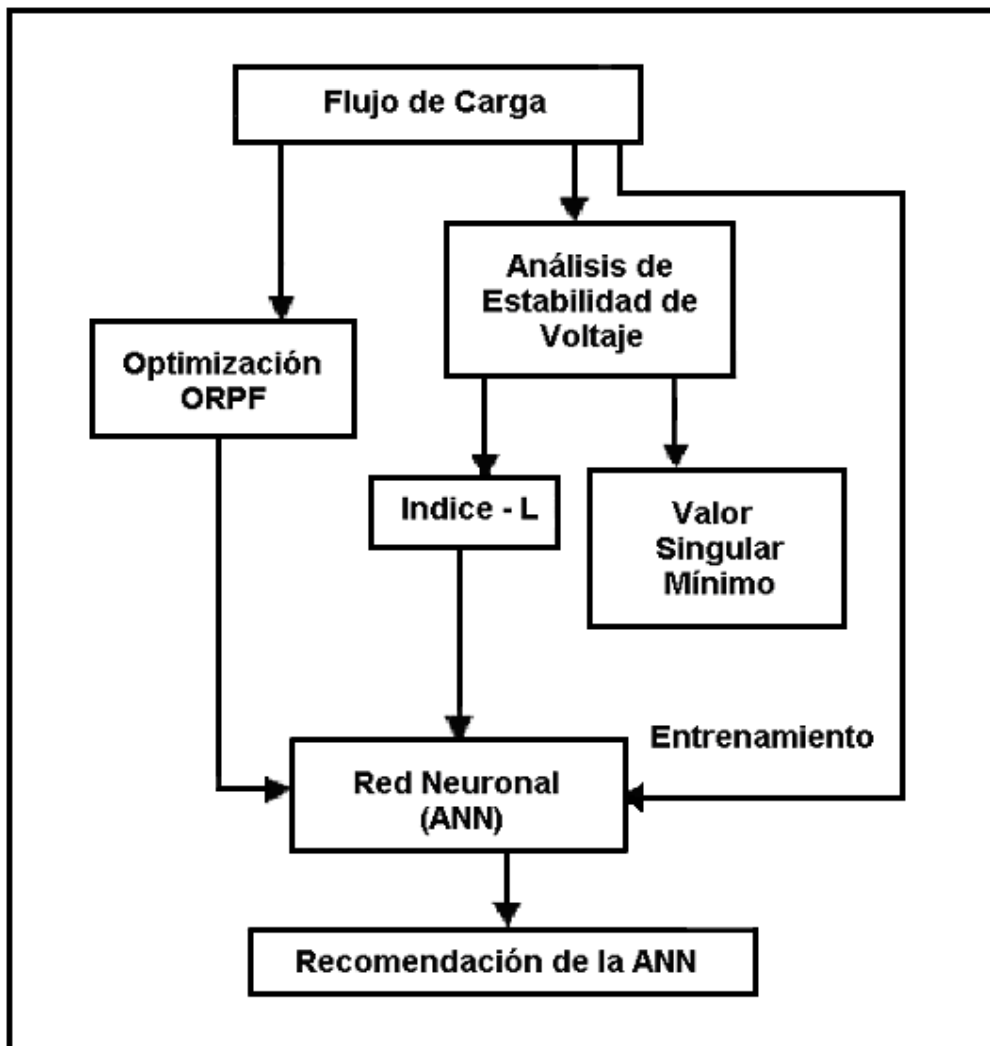 Flujo de Carga
Análisis de
Estabilidad de
Voltaje
Optimización
ORPF
Indice - L
Valor
Singular
Mínimo
Entrenamiento
Red Neuronal
(ANN)
Recomendación de la ANN